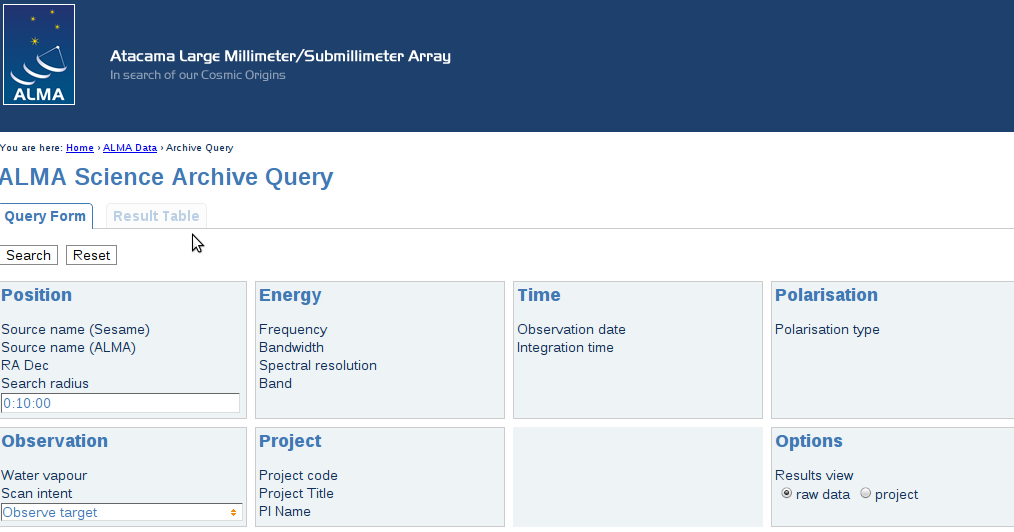 ALMA
Atacama Large Millimeter/Submillimeter Array
In search of our Cosmic Origins
You are here: Home › ALMA Data › Archive Query
ALMA Science Archive Query
Query Form Result Table
Search Reset
Position
Source name (Sesame)
Source name (ALMA)
RA Dec
Search radius
0:10:00
Energy
Frequency
Bandwidth
Spectral resolution
Band
Time
Observation date
Integration time
Polarisation
Polarisation type
Observation
Water vapour
Scan intent
Observe target
Project
Project code
Project Title
PI Name
Options
Results view
raw data project